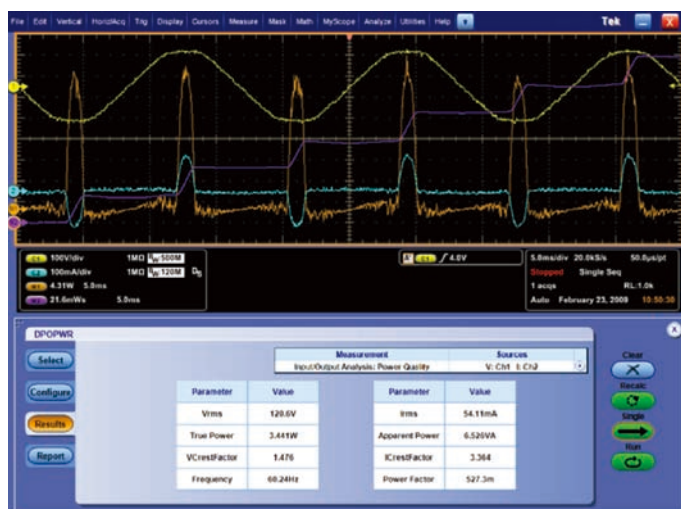 File Edit Vertical Horiz/Acq Trig Display Cursors Measure Mask Math MyScope Analyze Utilities Help Tek
C1 100V/div 1MΩ BW:500M
C2 100mA/div 1MΩ BW:120M
M1 4.31W 5.0ms
M2 21.6mWs 5.0ms
A' C1 4.0V
5.0ms/div 20.0kS/s 50.0µs/pt
Stopped Single Seq
1 acqs RL:1.0k
Auto February 23, 2009 10:50:30
DPOPWR
Select
Configure
Results
Report
Measurement Sources
Input/Output Analysis: Power Quality V: Ch1 I: Ch2
Parameter Value Parameter Value
Vrms 120.6V Irms 54.11mA
True Power 3.441W Apparent Power 6.526VA
VCrestFactor 1.476 ICrestFactor 3.364
Frequency 60.24Hz Power Factor 527.3m
Clear
Recalc
Single
Run